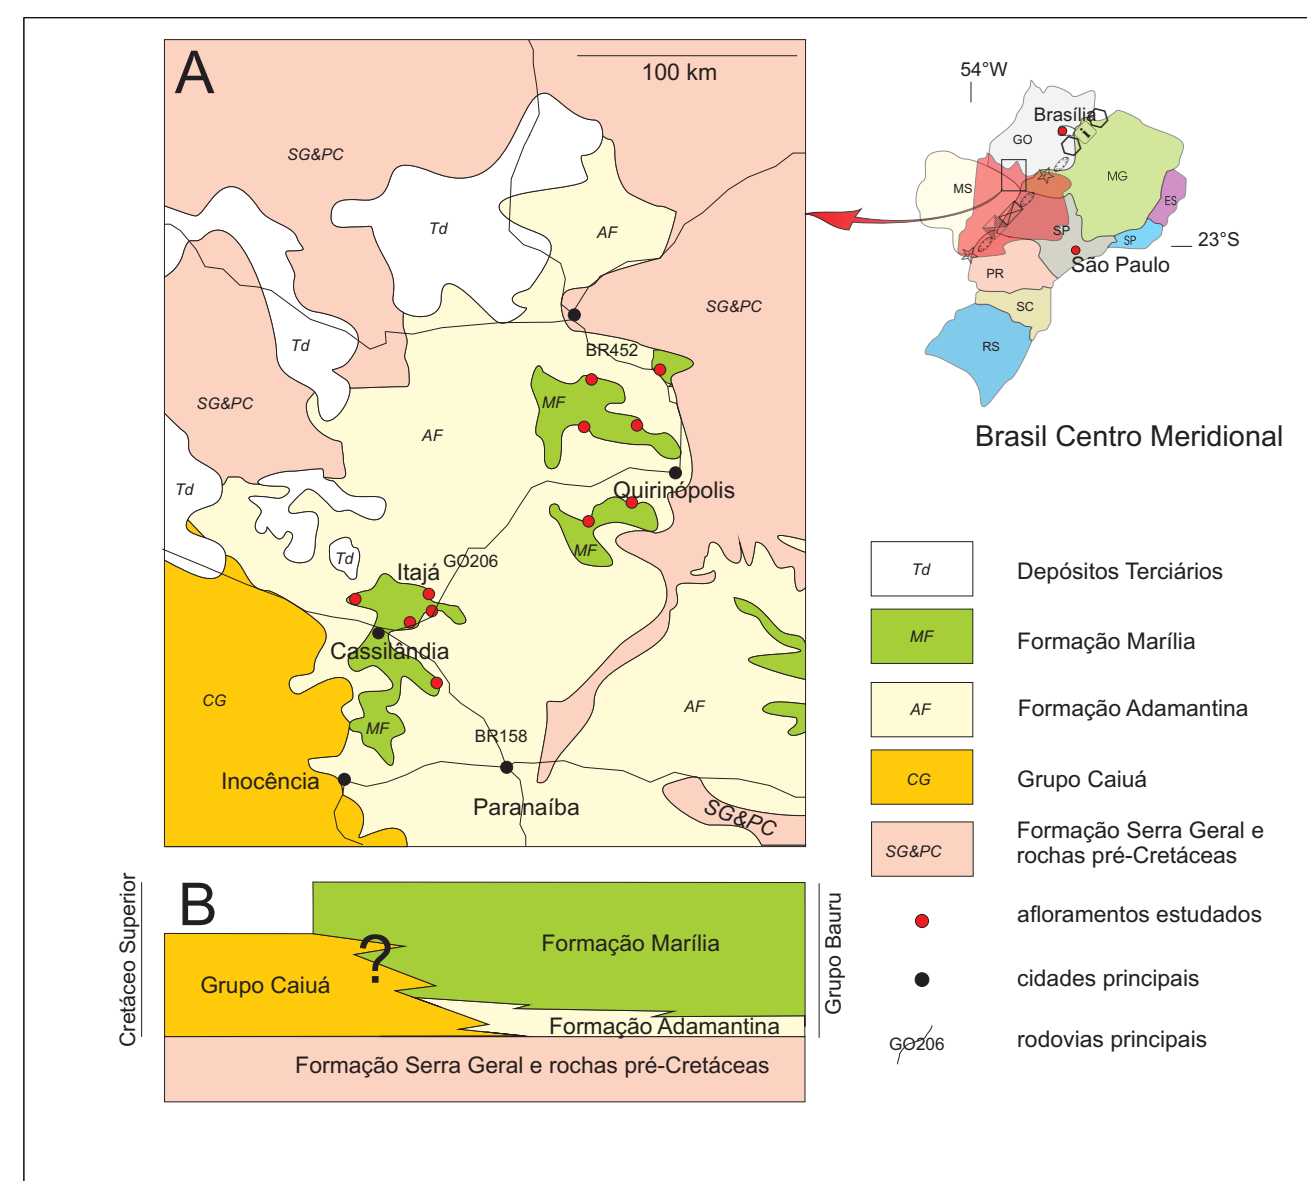 A
100 km
SG&PC
Td
AF
SG&PC
Td
BR452
SG&PC
MF
AF
Td
Quirinópolis
MF
Td
GO206
Itajá
Cassilândia
CG
AF
MF
BR158
Inocência
Paranaíba
SG&PC
54°W
Brasília
GO
i
MG
MS
ES
SP
SP
23°S
São Paulo
PR
SC
RS
Brasil Centro Meridional
Td
Depósitos Terciários
MF
Formação Marília
AF
Formação Adamantina
CG
Grupo Caiuá
SG&PC
Formação Serra Geral e
rochas pré-Cretáceas
afloramentos estudados
cidades principais
GO206
rodovias principais
B
Cretáceo Superior
Formação Marília
?
Grupo Caiuá
Formação Adamantina
Formação Serra Geral e rochas pré-Cretáceas
Grupo Bauru